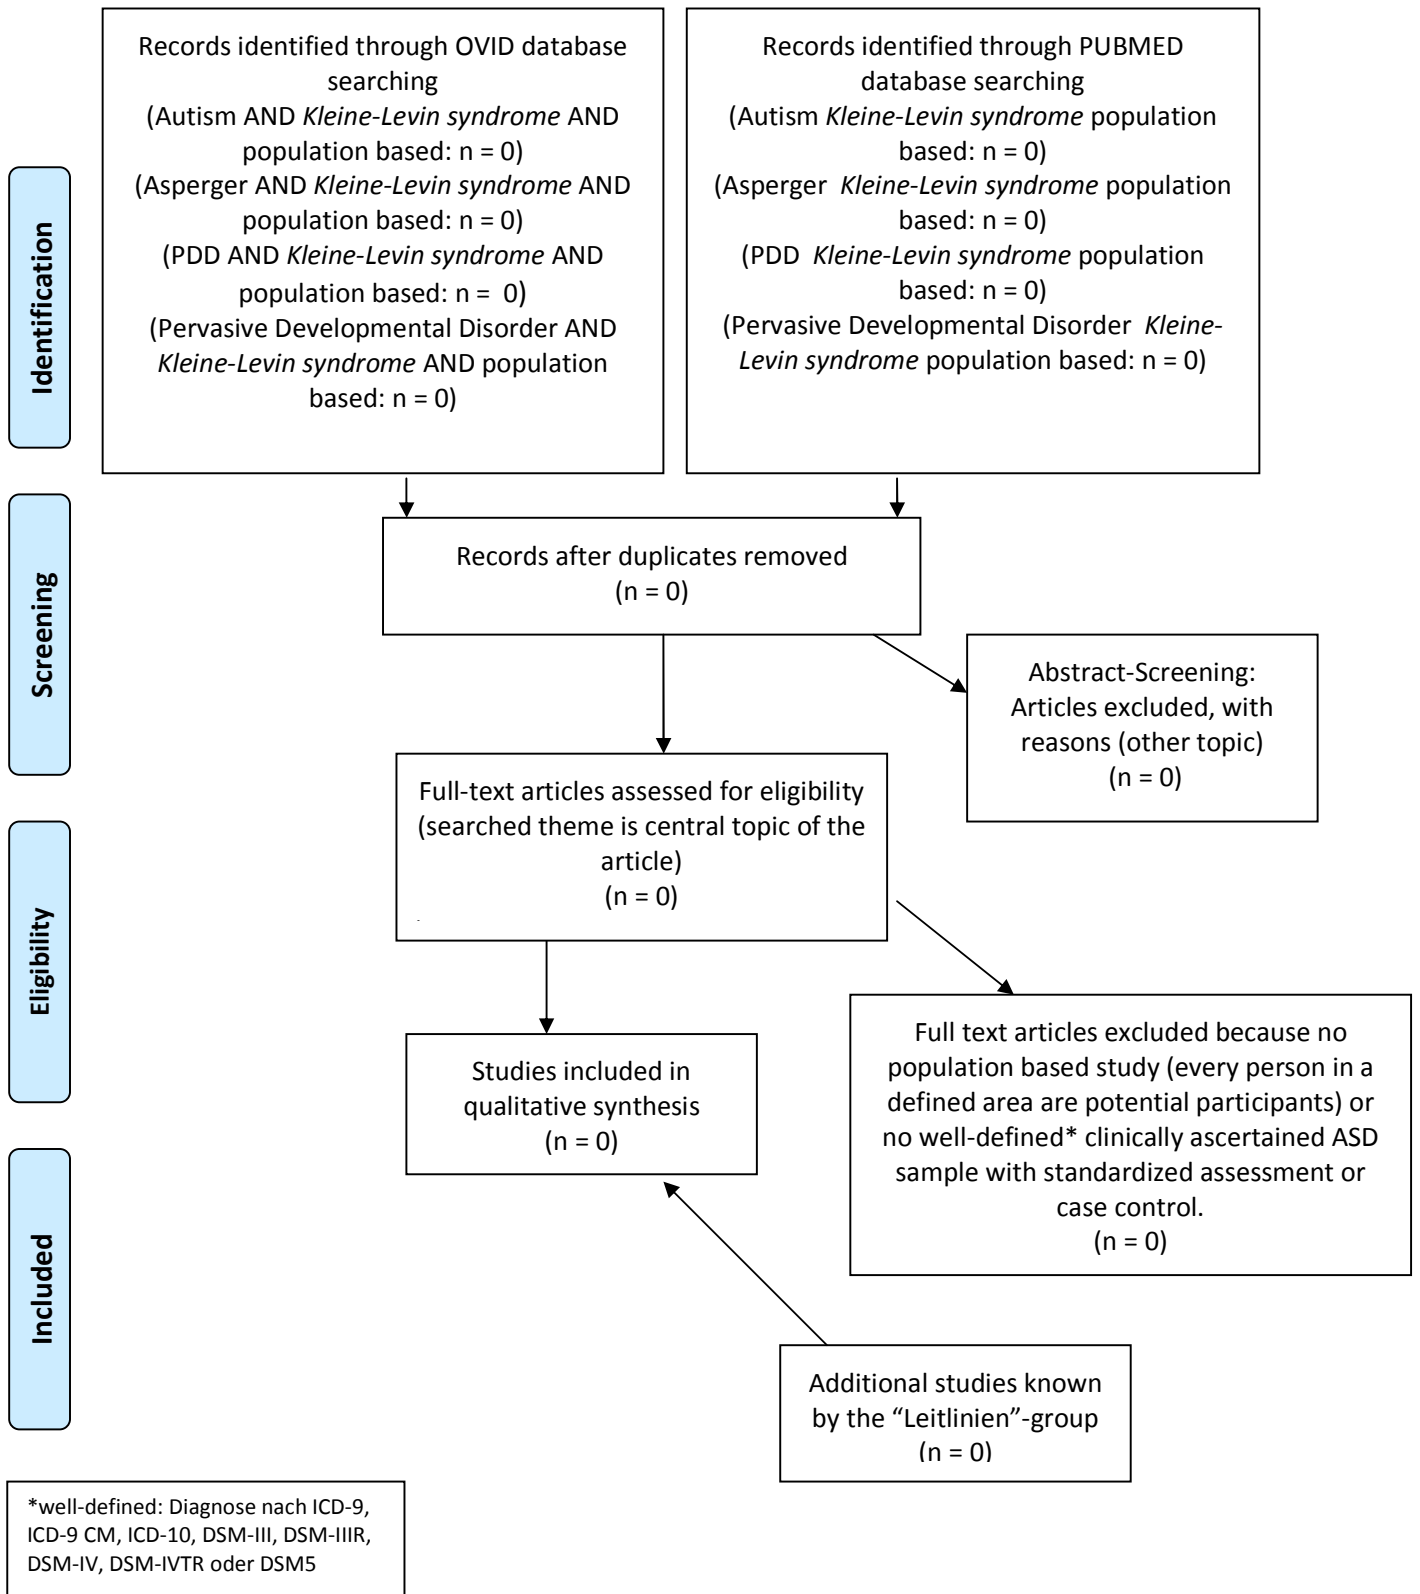 Records identified through OVID database
searching
(Autism AND Kleine-Levin syndrome AND
population based: n = 0)
(Asperger AND Kleine-Levin syndrome AND
population based: n = 0)
(PDD AND Kleine-Levin syndrome AND
population based: n =  0)
(Pervasive Developmental Disorder AND
Kleine-Levin syndrome AND population
based: n = 0)
Records identified through PUBMED
database searching
(Autism Kleine-Levin syndrome population
based: n = 0)
(Asperger  Kleine-Levin syndrome population
based: n = 0)
(PDD  Kleine-Levin syndrome population
based: n = 0)
(Pervasive Developmental Disorder  Kleine-
Levin syndrome population based: n = 0)
Identification
Records after duplicates removed
(n = 0)
Screening
Abstract-Screening:
Articles excluded, with
reasons (other topic)
(n = 0)
Full-text articles assessed for eligibility
(searched theme is central topic of the
article)
(n = 0)
Eligibility
Full text articles excluded because no
population based study (every person in a
defined area are potential participants) or
no well-defined* clinically ascertained ASD
sample with standardized assessment or
case control.
(n = 0)
Studies included in
qualitative synthesis
(n = 0)
Included
Additional studies known
by the “Leitlinien”-group
(n = 0)
*well-defined: Diagnose nach ICD-9,
ICD-9 CM, ICD-10, DSM-III, DSM-IIIR,
DSM-IV, DSM-IVTR oder DSM5